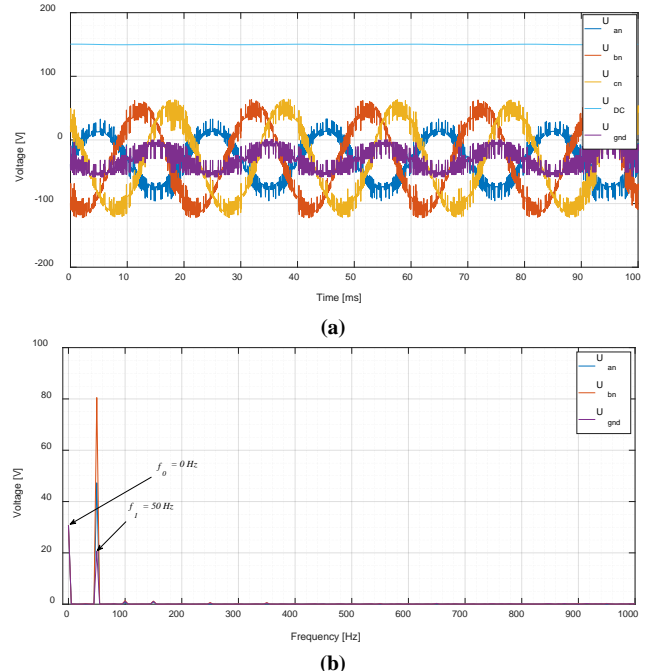 200
100
0
-100
-200
Voltage [V]
0 10 20 30 40 50 60 70 80 90 100
Time [ms]
U an
U bn
U cn
U DC
U gnd
(a)
100
80
60
40
20
0
Voltage [V]
f 0 = 0 Hz
f 1 = 50 Hz
0 100 200 300 400 500 600 700 800 900 1000
Frequency [Hz]
U an
U bn
U gnd
(b)